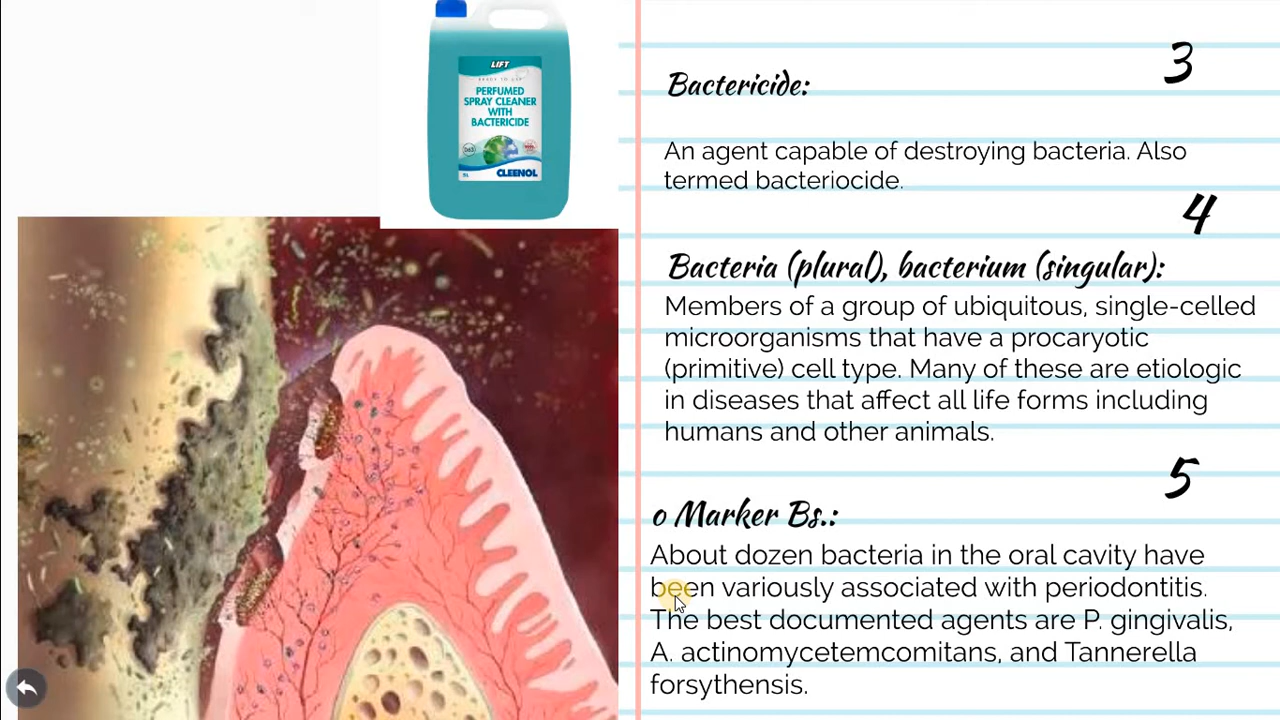 LIFT
READY TO USE
PERFUMED
SPRAY CLEANER
WITH
BACTERICIDE
CLEENOL
3
Bactericide:
An agent capable of destroying bacteria. Also
termed bacteriocide.
4
Bacteria (plural), bacterium (singular):
Members of a group of ubiquitous, single-celled
microorganisms that have a procaryotic
(primitive) cell type. Many of these are etiologic
in diseases that affect all life forms including
humans and other animals.
5
o Marker Bs.:
About dozen bacteria in the oral cavity have
been variously associated with periodontitis.
The best documented agents are P. gingivalis,
A. actinomycetemcomitans, and Tannerella
forsythensis.